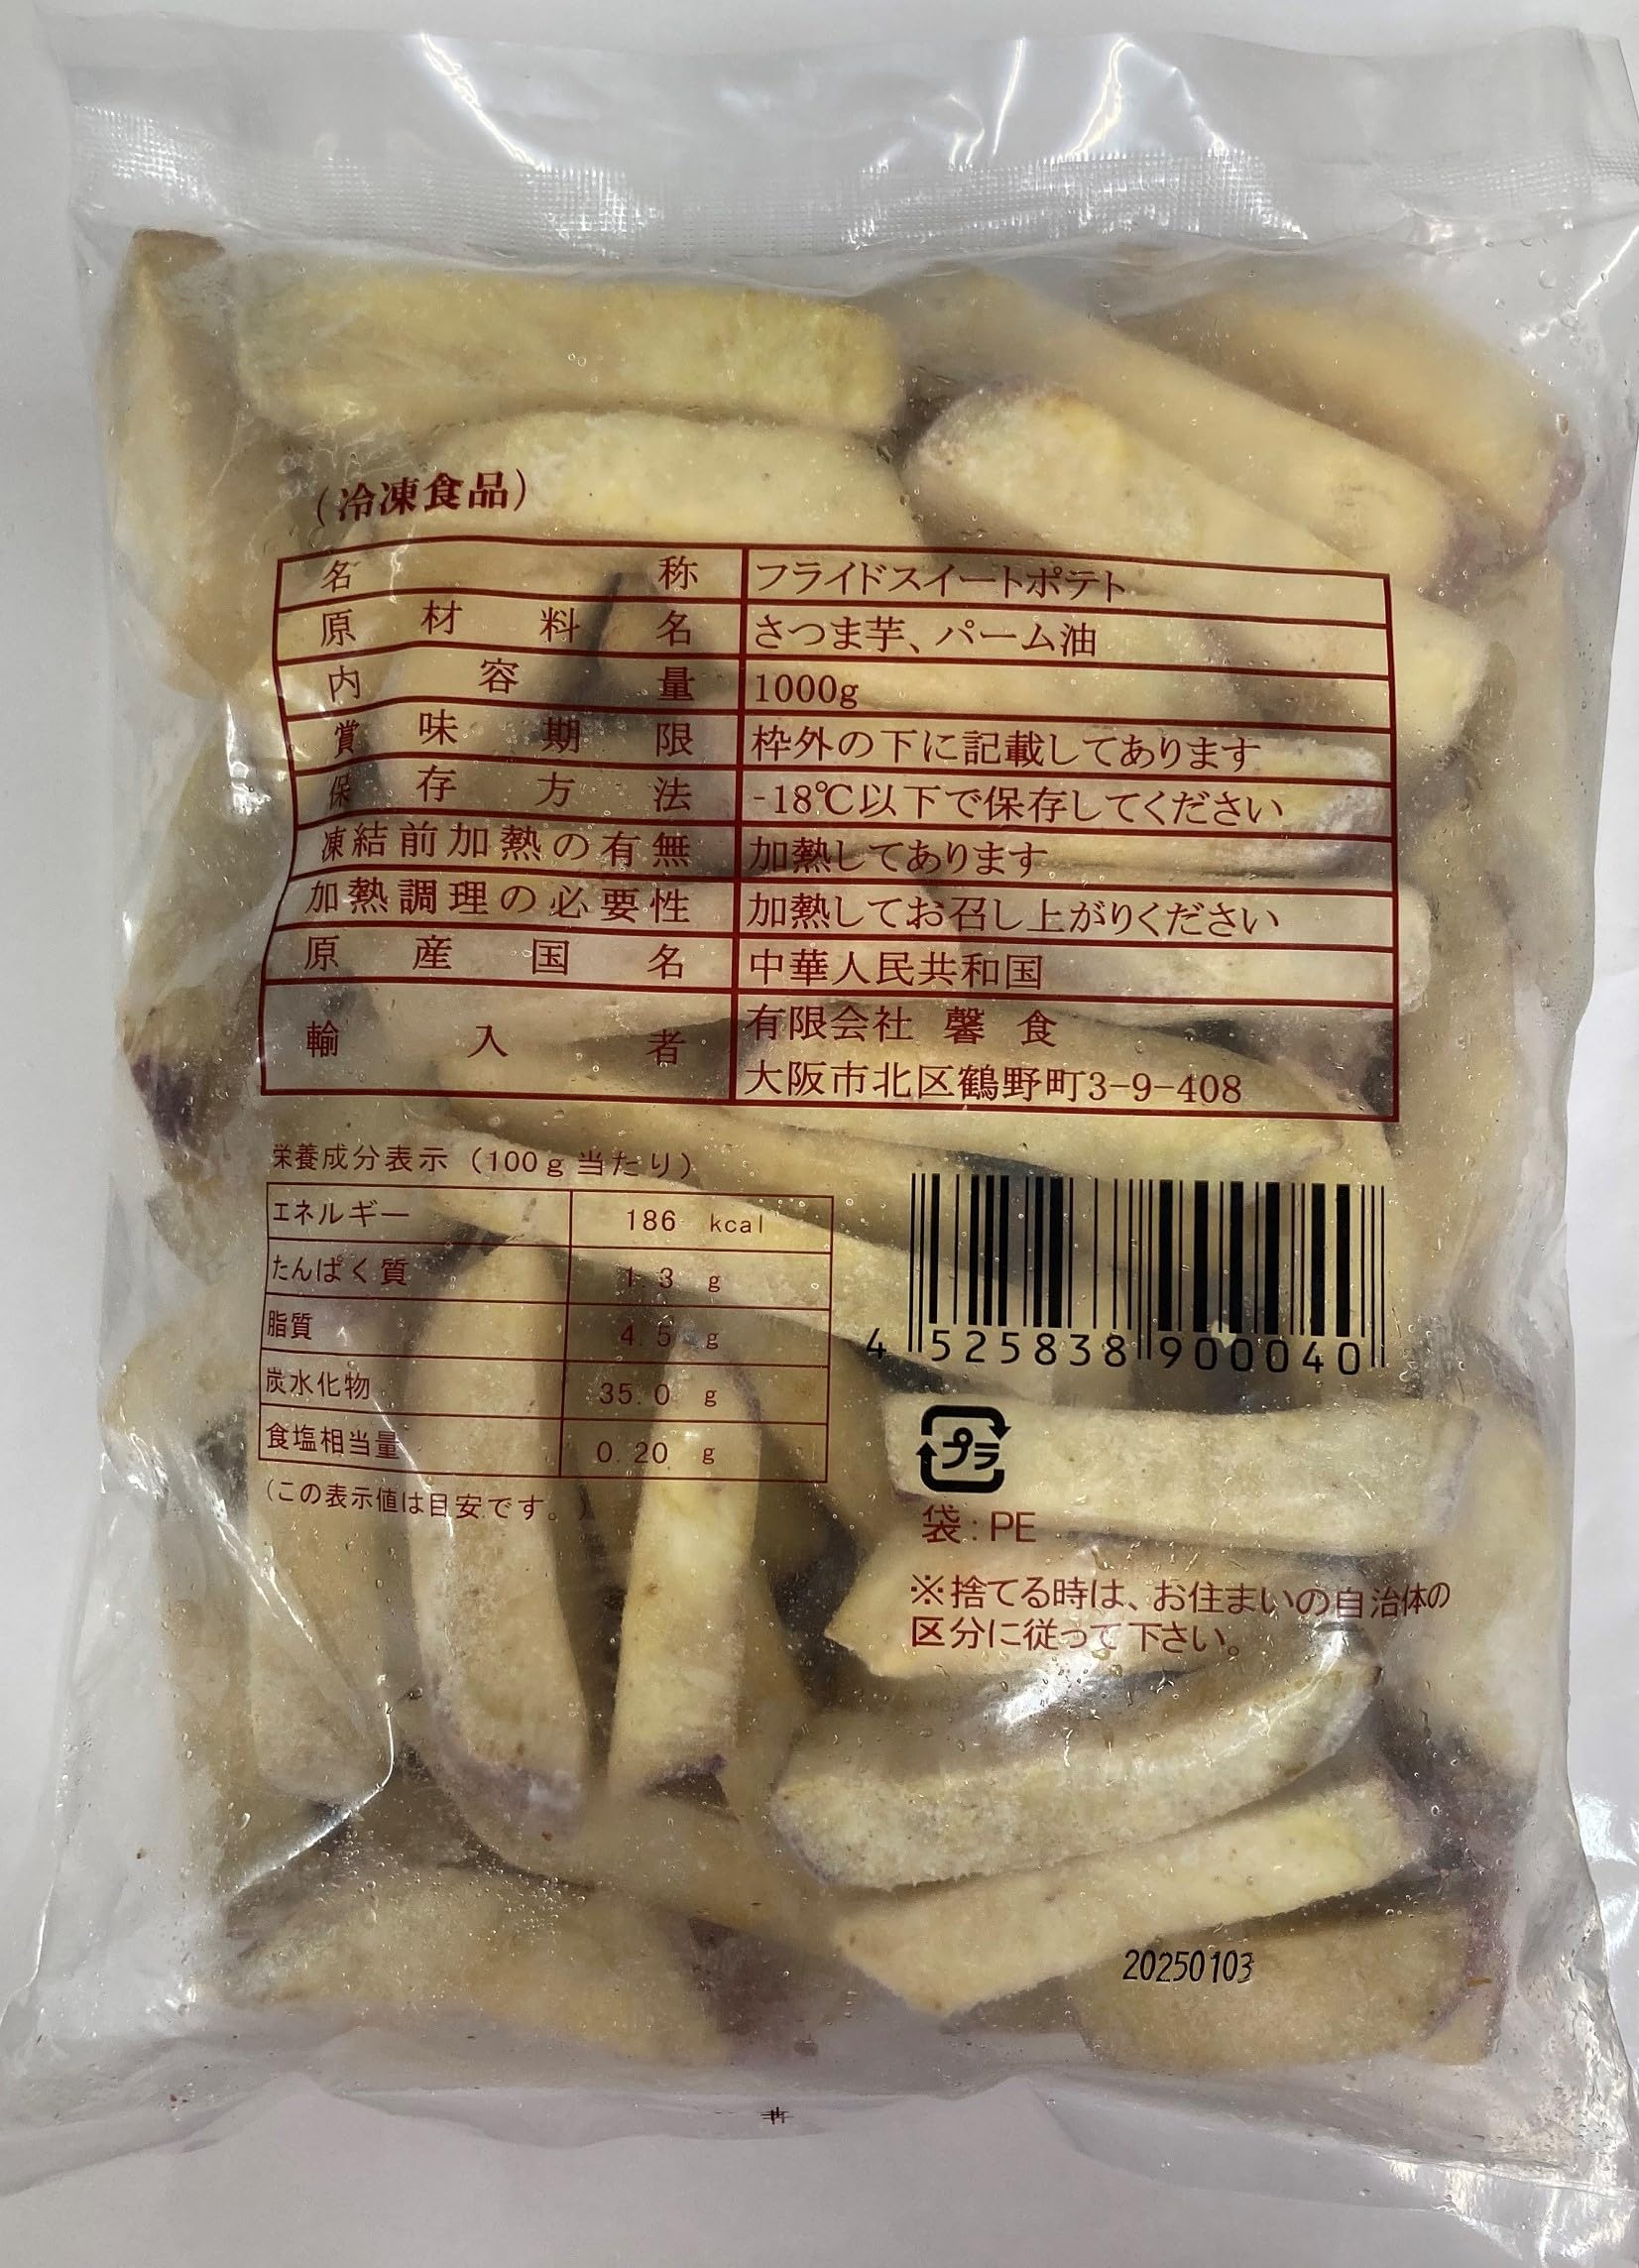 (冷凍食品)
名称 フライドスイートポテト
原材料名 さつま芋、パーム油
内容量 1000g
賞味期限 枠外の下に記載してあります
保存方法 -18℃以下で保存してください
凍結前加熱の有無 加熱してあります
加熱調理の必要性 加熱してお召し上がりください
原産国名 中華人民共和国
輸入者 有限会社 馨食
大阪市北区鶴野町3-9-408
栄養成分表示(100g当たり)
エネルギー 186 kcal
たんぱく質 1.3 g
脂質 4.5 g
炭水化物 35.0 g
食塩相当量 0.20 g
(この表示値は目安です。)
4 525838 900040
プラ
袋:PE
※捨てる時は、お住まいの自治体の
区分に従って下さい。
20250103